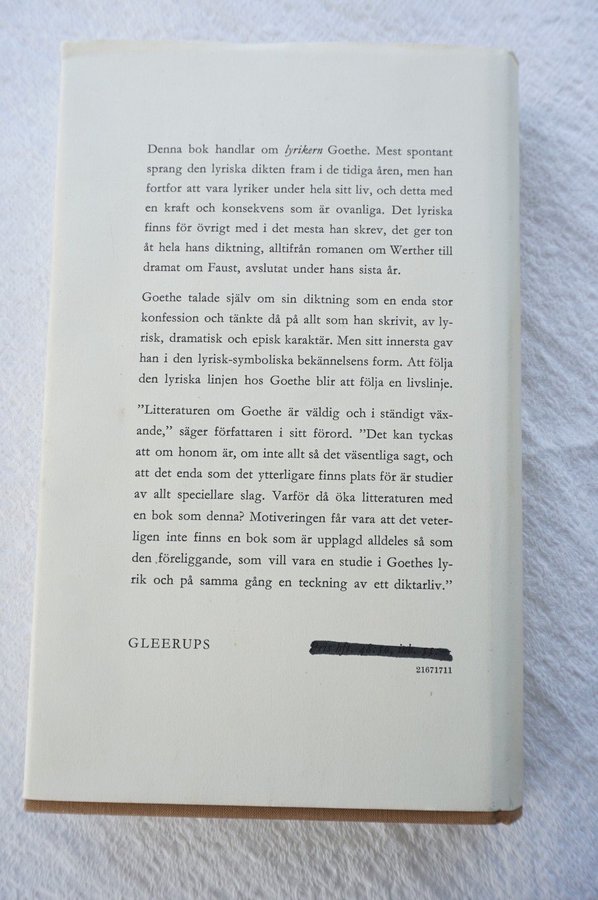 Denna bok handlar om lyrikern Goethe. Mest spontant
sprang den lyriska dikten fram i de tidiga åren, men han
fortfor att vara lyriker under hela sitt liv, och detta med
en kraft och konsekvens som är ovanliga. Det lyriska
finns för övrigt med i det mesta han skrev, det ger ton
åt hela hans diktning, alltifrån romanen om Werther till
dramat om Faust, avslutat under hans sista år.
Goethe talade själv om sin diktning som en enda stor
konfession och tänkte då på allt som han skrivit, av ly-
risk, dramatisk och episk karaktär. Men sitt innersta gav
han i den lyrisk-symboliska bekännelsens form. Att följa
den lyriska linjen hos Goethe blir att följa en livslinje.
”Litteraturen om Goethe är väldig och i ständigt väx-
ande,” säger författaren i sitt förord. ”Det kan tyckas
att om honom är, om inte allt så det väsentliga sagt, och
att det enda som det ytterligare finns plats för är studier
av allt speciellare slag. Varför då öka litteraturen med
en bok som denna? Motiveringen får vara att det veter-
ligen inte finns en bok som är upplagd alldeles så som
den föreliggande, som vill vara en studie i Goethes ly-
rik och på samma gång en teckning av ett diktarliv.”
GLEERUPS
21671711